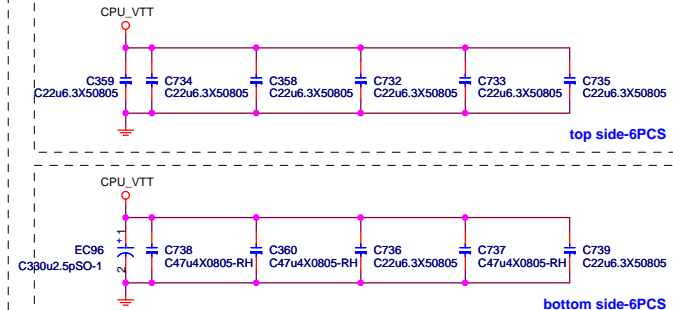 CPU_VTT
C359
C22u6.3X50805
C734
C22u6.3X50805
C358
C22u6.3X50805
C732
C22u6.3X50805
C733
C22u6.3X50805
C735
C22u6.3X50805
top side-6PCS
CPU_VTT
EC96
C330u2.5pSO-1
+
1
2
C738
C47u4X0805-RH
C360
C47u4X0805-RH
C736
C22u6.3X50805
C737
C47u4X0805-RH
C739
C22u6.3X50805
bottom side-6PCS